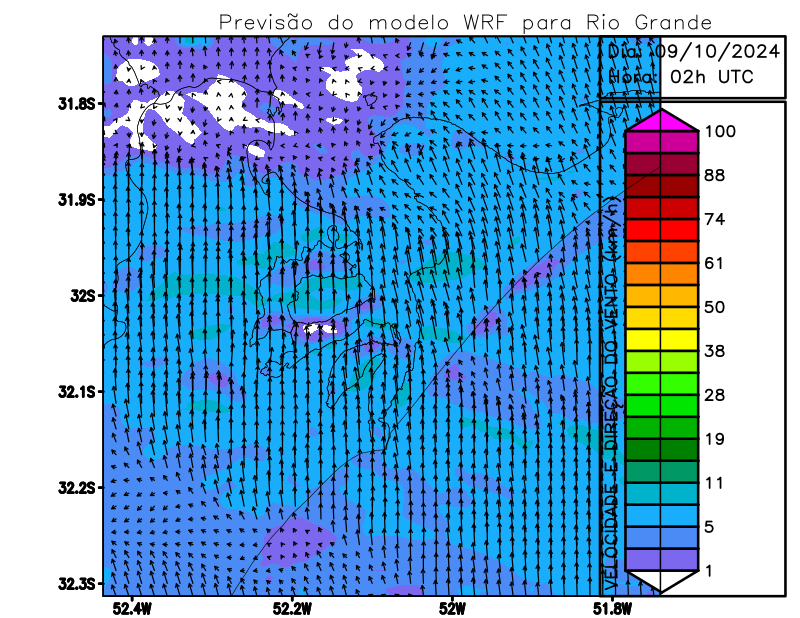 Previsão do modelo WRF para Rio Grande
Dia: 09/10/2024
Hora: 02h UTC
31.8S
31.9S
32S
32.1S
32.2S
32.3S
52.4W
52.2W
52W
51.8W
VELOCIDADE E DIREÇÃO DO VENTO (km/h)
100
88
74
61
50
38
28
19
11
5
1